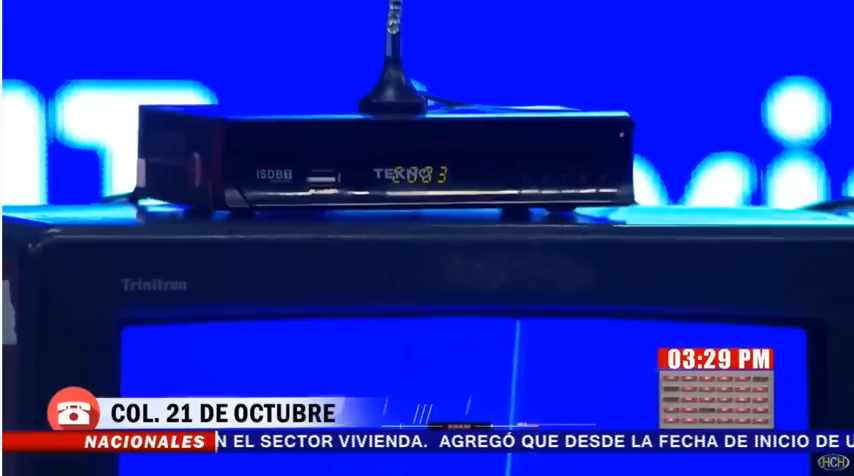 ISDBT
TEKNO
Trinitron
03:29 PM
COL. 21 DE OCTUBRE
NACIONALES
N EL SECTOR VIVIENDA. AGREGÓ QUE DESDE LA FECHA DE INICIO DE U
HCH